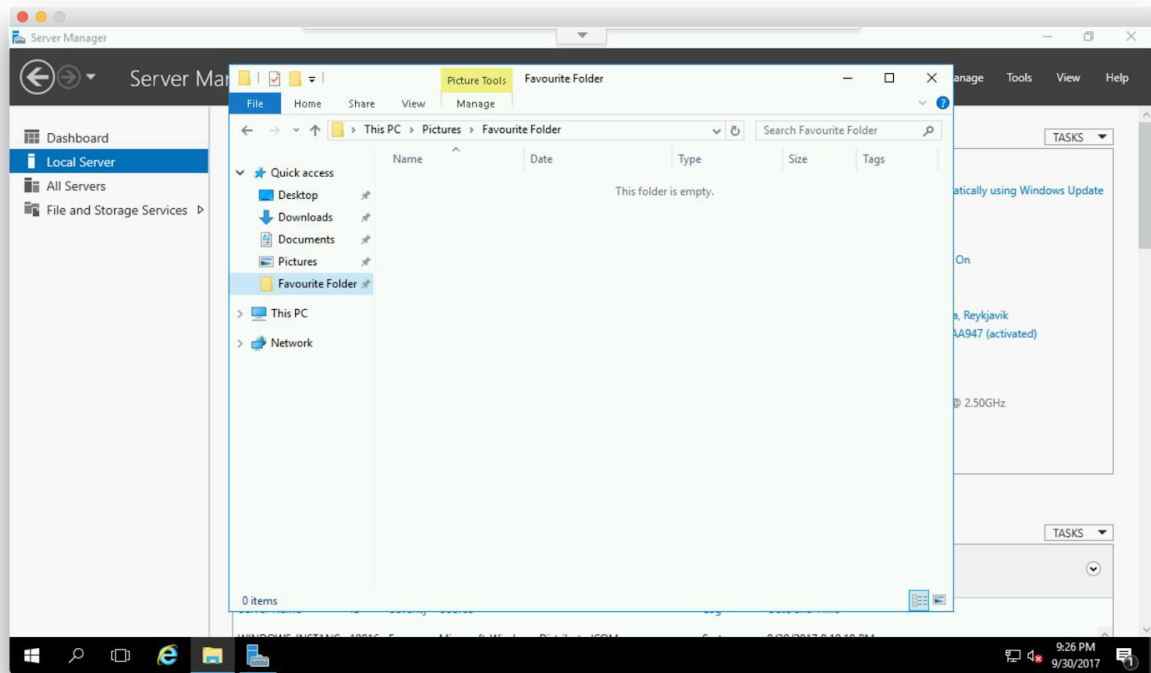 Server Manager
Server Mar
Manage Tools View Help
Dashboard
Local Server
All Servers
File and Storage Services
Picture Tools Favourite Folder
File Home Share View Manage
This PC > Pictures > Favourite Folder
Search Favourite Folder
Name Date Type Size Tags
This folder is empty.
Quick access
Desktop
Downloads
Documents
Pictures
Favourite Folder
This PC
Network
0 items
TASKS
atically using Windows Update
On
a, Reykjavik
AA947 (activated)
@ 2.50GHz
TASKS
9:26 PM
9/30/2017
1